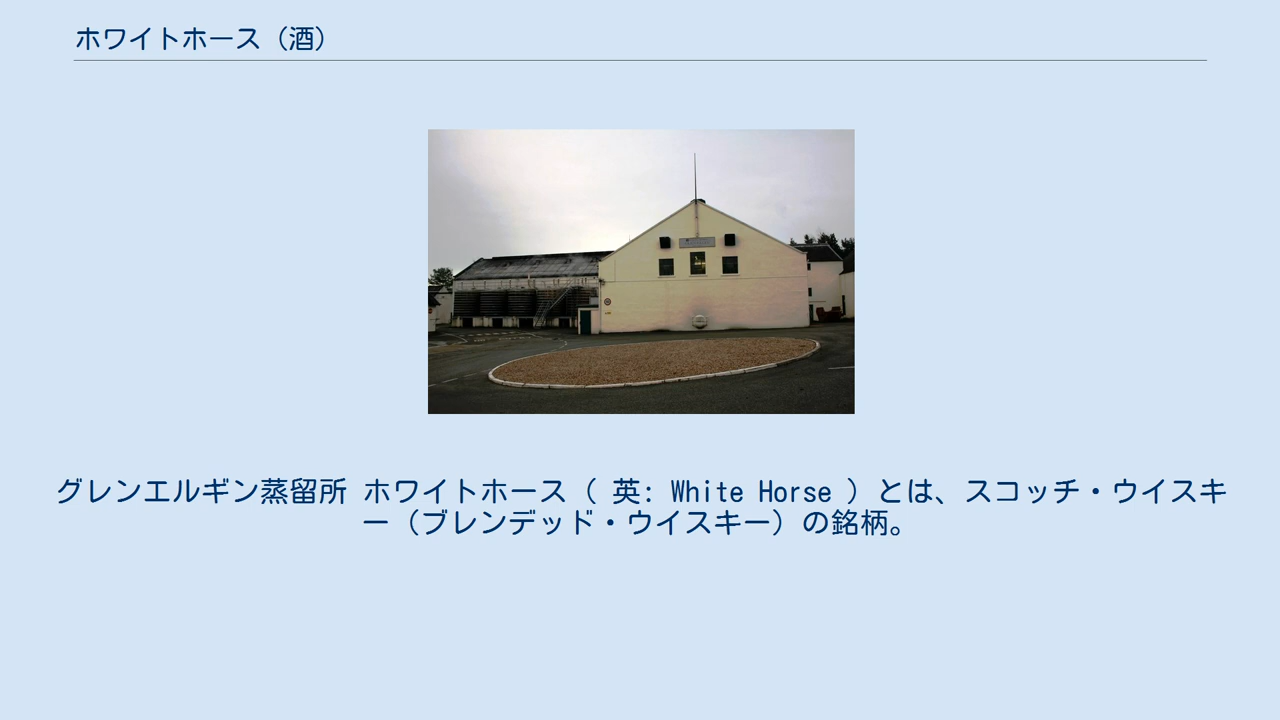 ホワイトホース（酒）
グレンエルギン蒸留所 ホワイトホース（ 英: White Horse ）とは、スコッチ・ウイスキ
ー（ブレンデッド・ウイスキー）の銘柄。